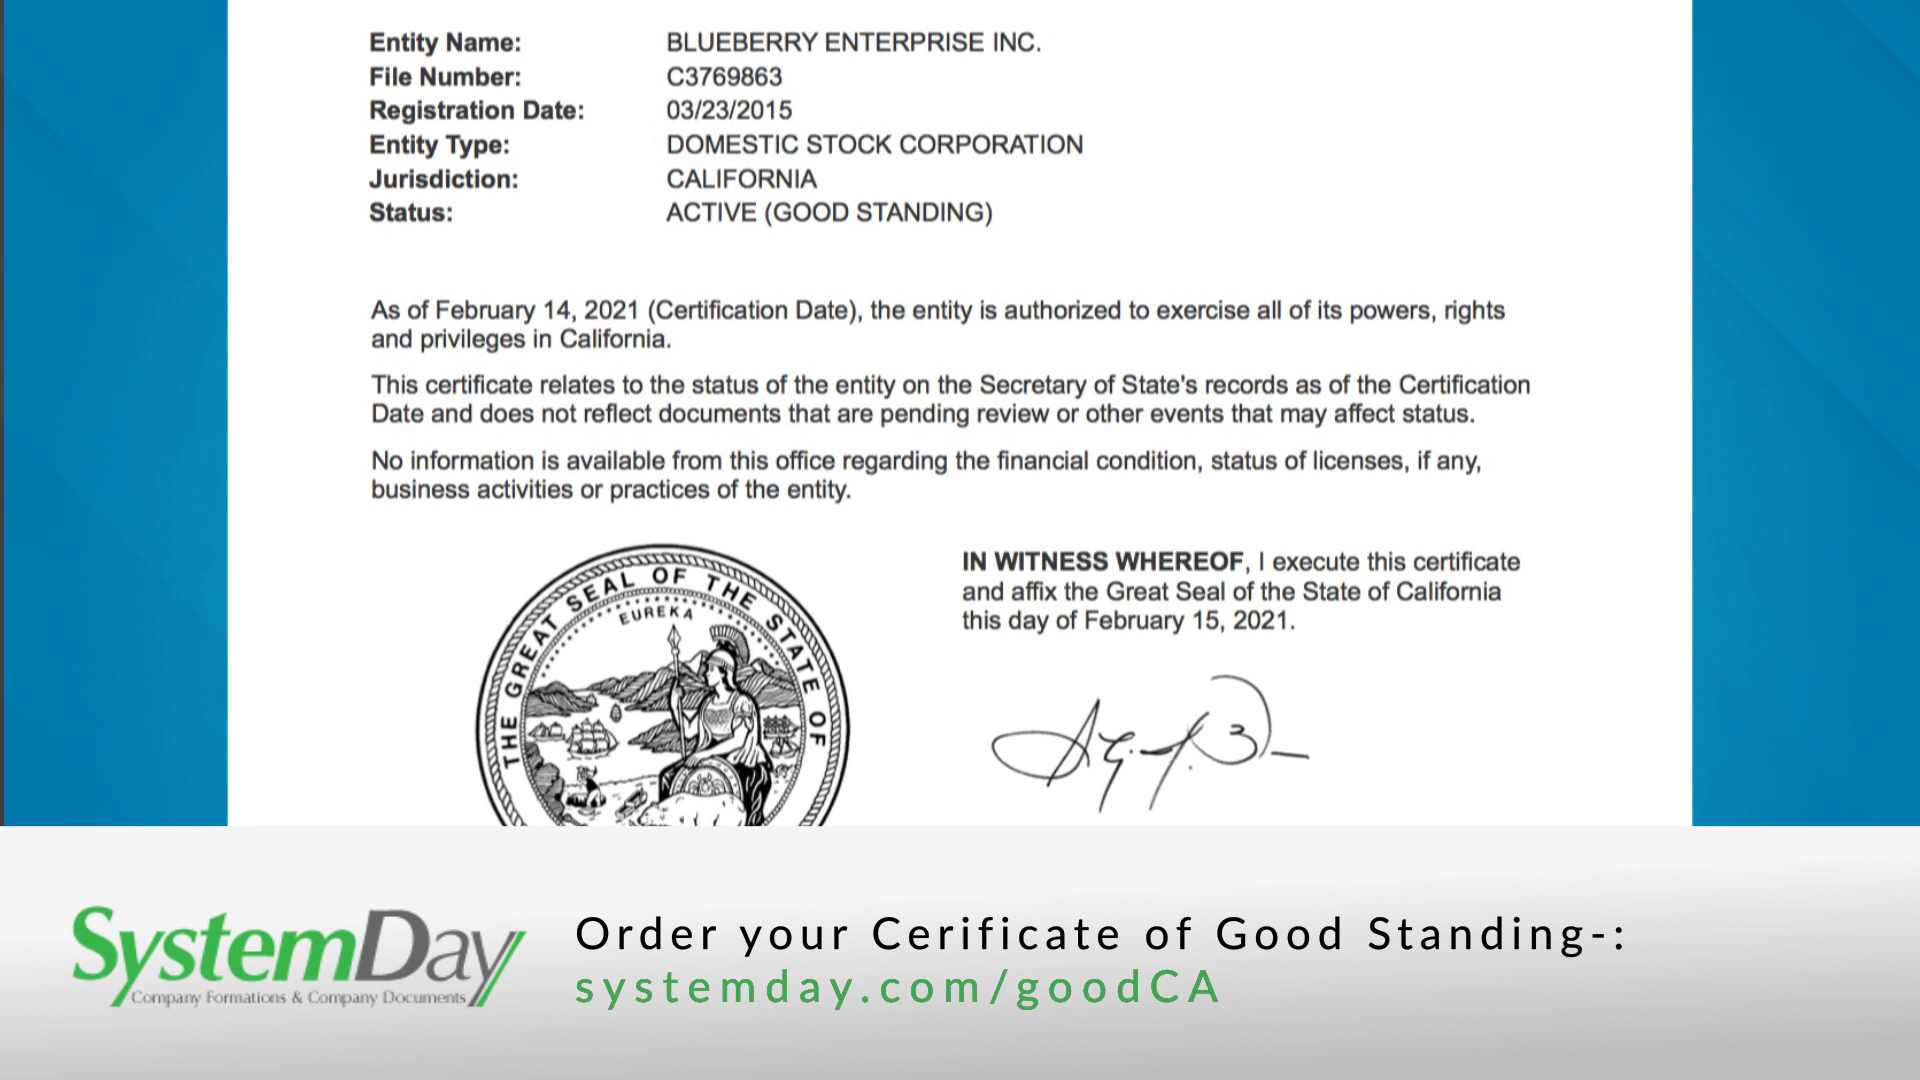 Entity Name: BLUEBERRY ENTERPRISE INC.
File Number: C3769863
Registration Date: 03/23/2015
Entity Type: DOMESTIC STOCK CORPORATION
Jurisdiction: CALIFORNIA
Status: ACTIVE (GOOD STANDING)
As of February 14, 2021 (Certification Date), the entity is authorized to exercise all of its powers, rights
and privileges in California.
This certificate relates to the status of the entity on the Secretary of State's records as of the Certification
Date and does not reflect documents that are pending review or other events that may affect status.
No information is available from this office regarding the financial condition, status of licenses, if any,
business activities or practices of the entity.
THE GREAT SEAL OF THE STATE OF
EUREKA
IN WITNESS WHEREOF, I execute this certificate
and affix the Great Seal of the State of California
this day of February 15, 2021.
SystemDay
Company Formations & Company Documents
Order your Cerificate of Good Standing-:
systemday.com/goodCA